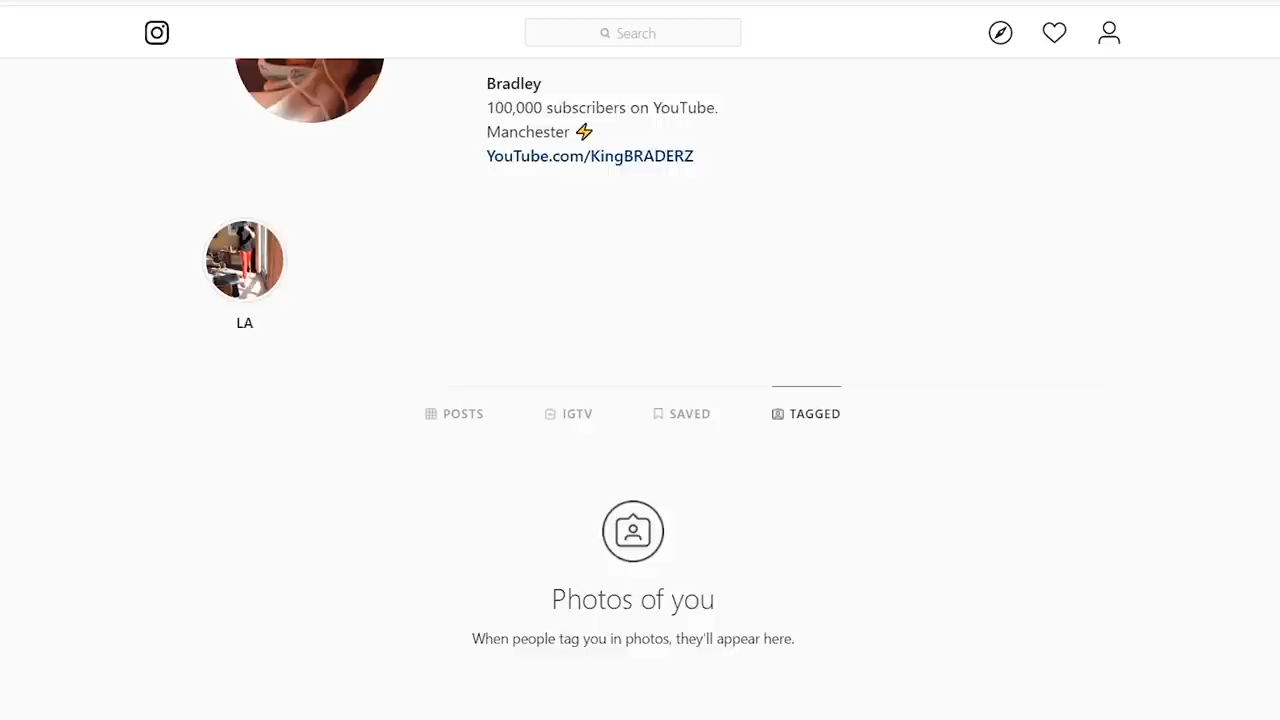 Search
Bradley
100,000 subscribers on YouTube.
Manchester ⚡
YouTube.com/KingBRADERZ
LA
POSTS
IGTV
SAVED
TAGGED
Photos of you
When people tag you in photos, they'll appear here.